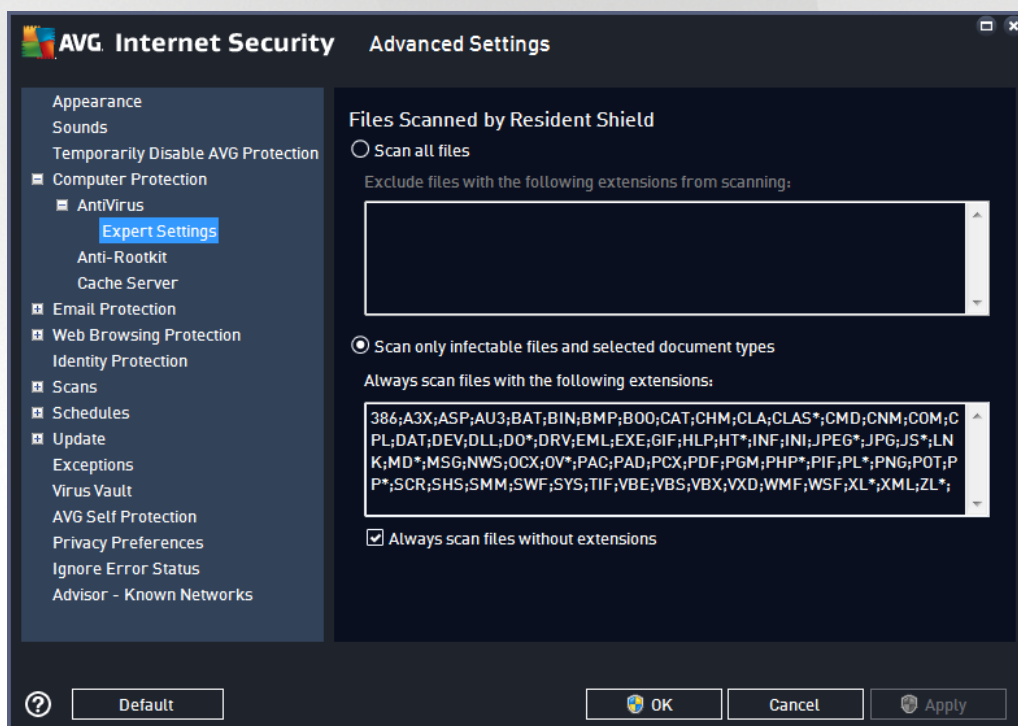 AVG. Internet Security Advanced Settings
Appearance
Sounds
Temporarily Disable AVG Protection
Computer Protection
AntiVirus
Expert Settings
Anti-Rootkit
Cache Server
Email Protection
Web Browsing Protection
Identity Protection
Scans
Schedules
Update
Exceptions
Virus Vault
AVG Self Protection
Privacy Preferences
Ignore Error Status
Advisor - Known Networks
Files Scanned by Resident Shield
Scan all files
Exclude files with the following extensions from scanning:
Scan only infectable files and selected document types
Always scan files with the following extensions:
386;A3X;ASP;AU3;BAT;BIN;BMP;BOO;CAT;CHM;CLA;CLAS*;CMD;CNM;COM;C
PL;DAT;DEV;DLL;DO*;DRV;EML;EXE;GIF;HLP;HT*;INF;INI;JPEG*;JPG;JS*;LN
K;MD*;MSG;NWS;OCX;OV*;PAC;PAD;PCX;PDF;PGM;PHP*;PIF;PL*;PNG;POT;P
P*;SCR;SHS;SMM;SWF;SYS;TIF;VBE;VBS;VBX;VXD;WMF;WSF;XL*;XML;ZL*;
Always scan files without extensions
Default
OK
Cancel
Apply